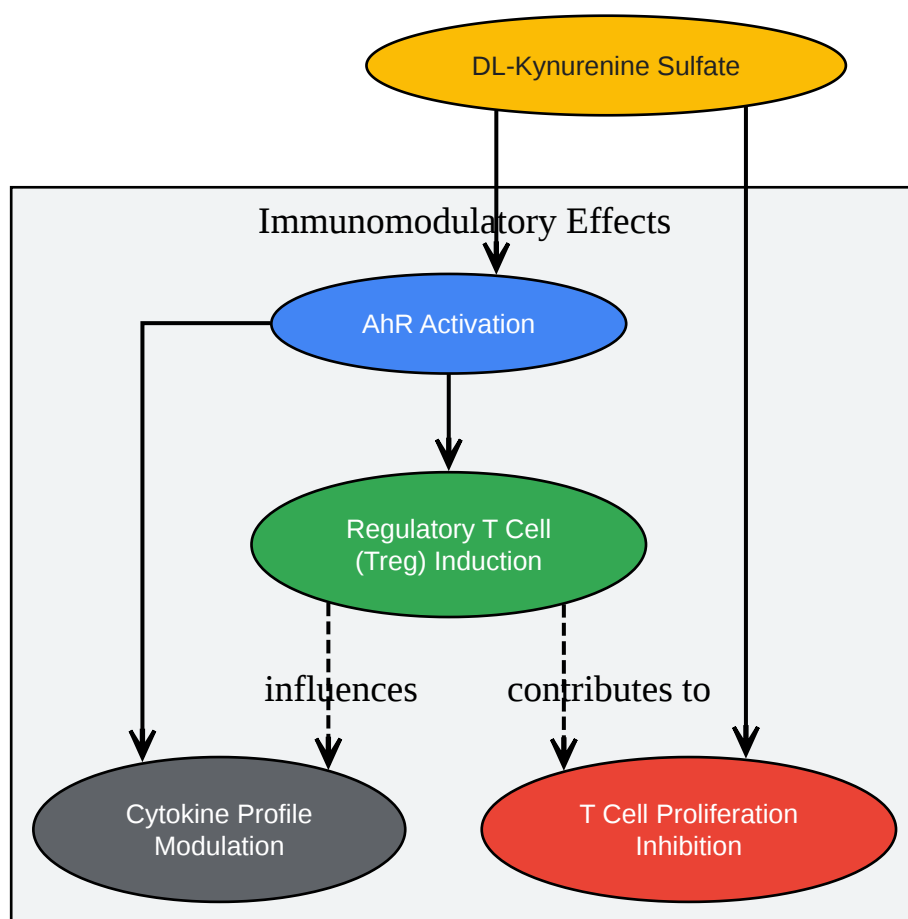 DL-Kynurenine Sulfate
Immunomodulatory Effects
AhR Activation
Regulatory T Cell
(Treg) Induction
influences
contributes to
Cytokine Profile
Modulation
T Cell Proliferation
Inhibition